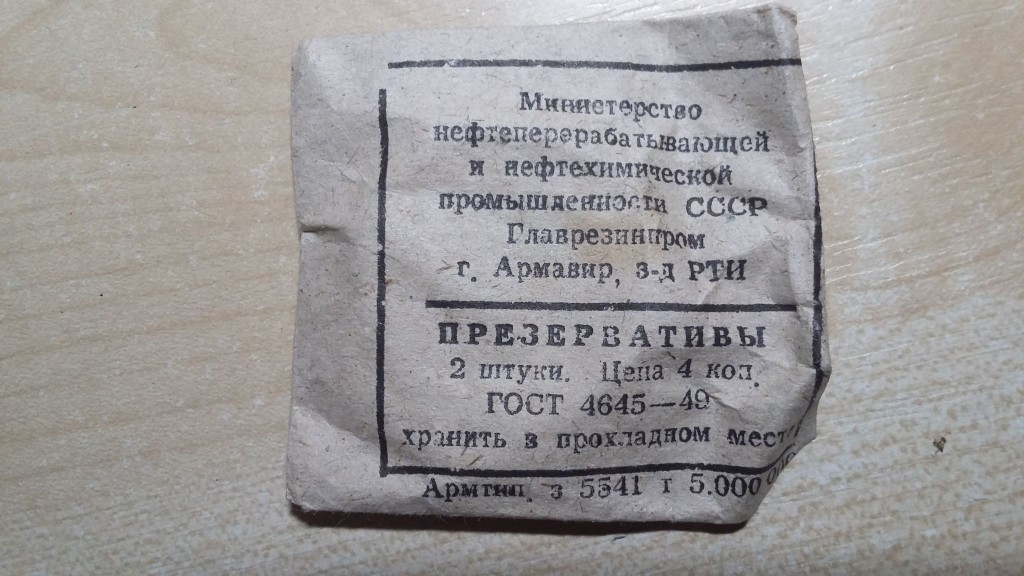 Министерство
нефтеперерабатывающей
и нефтехимической
промышленности СССР
Главрезинпром
г. Армавир, з-д РТИ
ПРЕЗЕРВАТИВЫ
2 штуки. Цена 4 коп.
ГОСТ 4645—49
хранить в прохладном месте
Армтип. з 5541 т 5.000